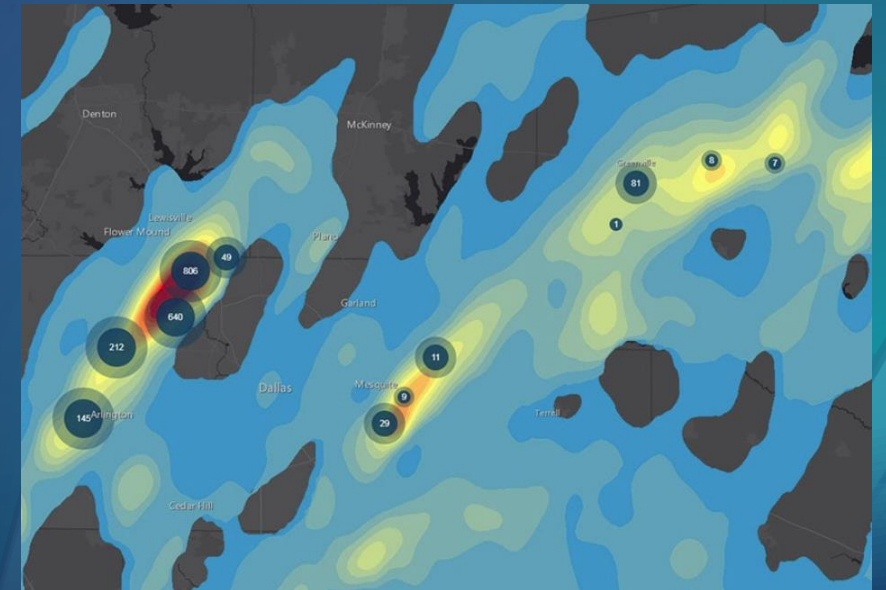 Denton
McKinney
Greenville
8
7
81
1
Lewisville
Flower Mound
Plano
49
806
Garland
640
212
11
Dallas
Mesquite
9
145
Arlington
29
Terrell
Cedar Hill